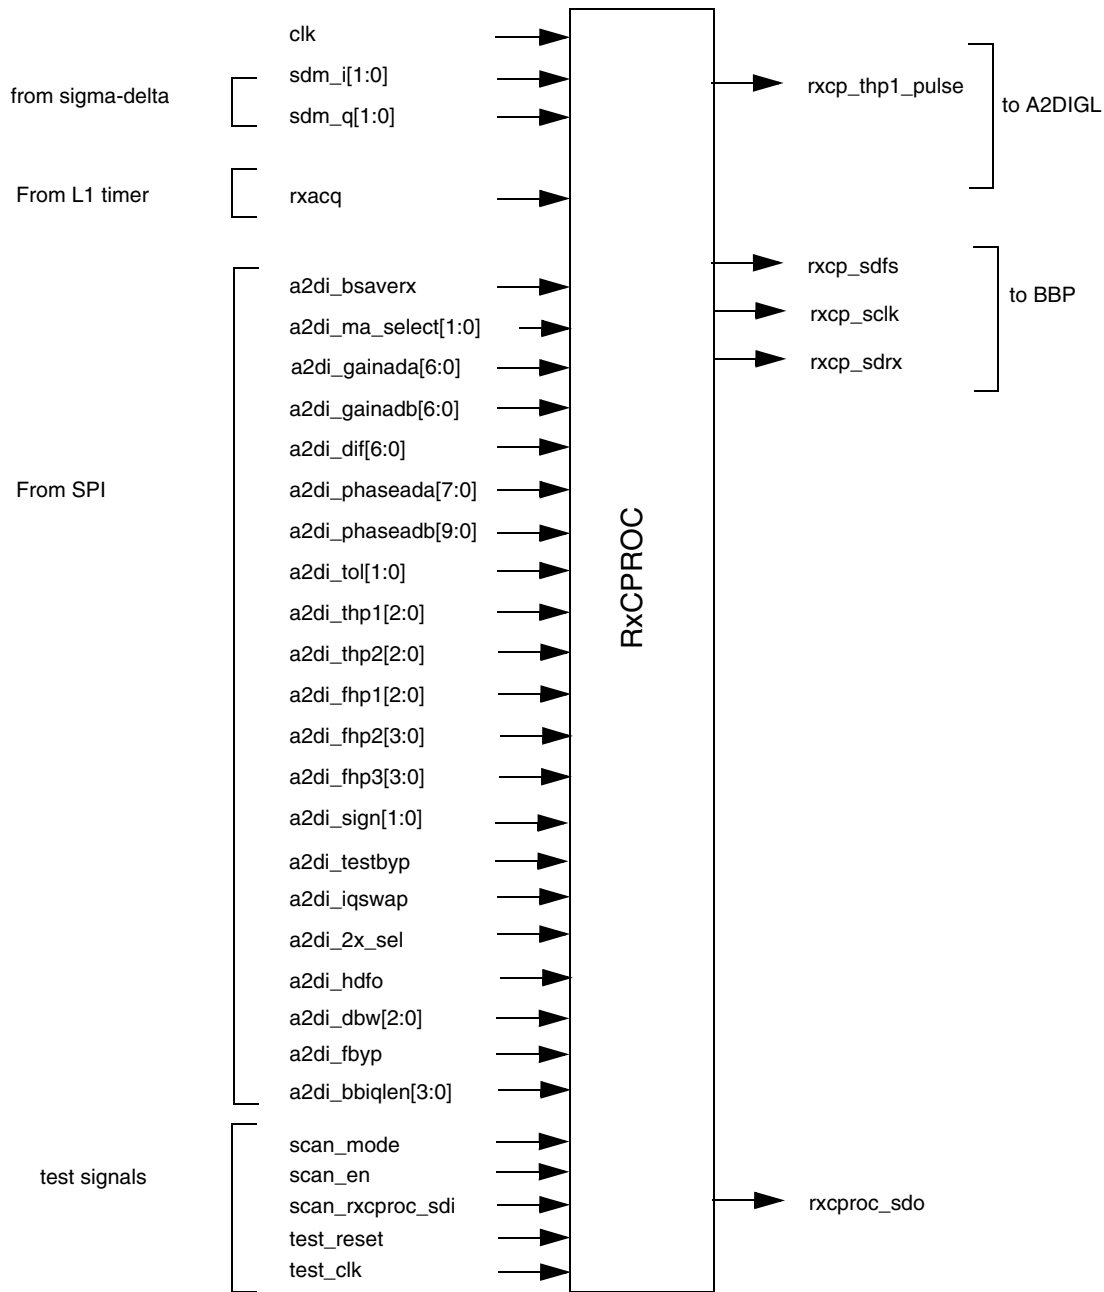 clk
from sigma-delta
sdm_i[1:0]
sdm_q[1:0]
From L1 timer
rxacq
From SPI
a2di_bsaverx
a2di_ma_select[1:0]
a2di_gainada[6:0]
a2di_gainadb[6:0]
a2di_dif[6:0]
a2di_phaseada[7:0]
a2di_phaseadb[9:0]
a2di_tol[1:0]
a2di_thp1[2:0]
a2di_thp2[2:0]
a2di_fhp1[2:0]
a2di_fhp2[3:0]
a2di_fhp3[3:0]
a2di_sign[1:0]
a2di_testbyp
a2di_iqswap
a2di_2x_sel
a2di_hdfo
a2di_dbw[2:0]
a2di_fbyp
a2di_bbiqlen[3:0]
test signals
scan_mode
scan_en
scan_rxcproc_sdi
test_reset
test_clk
RxCPROC
rxcp_thp1_pulse
to A2DIGL
rxcp_sdfs
rxcp_sclk
rxcp_sdrx
to BBP
rxcproc_sdo